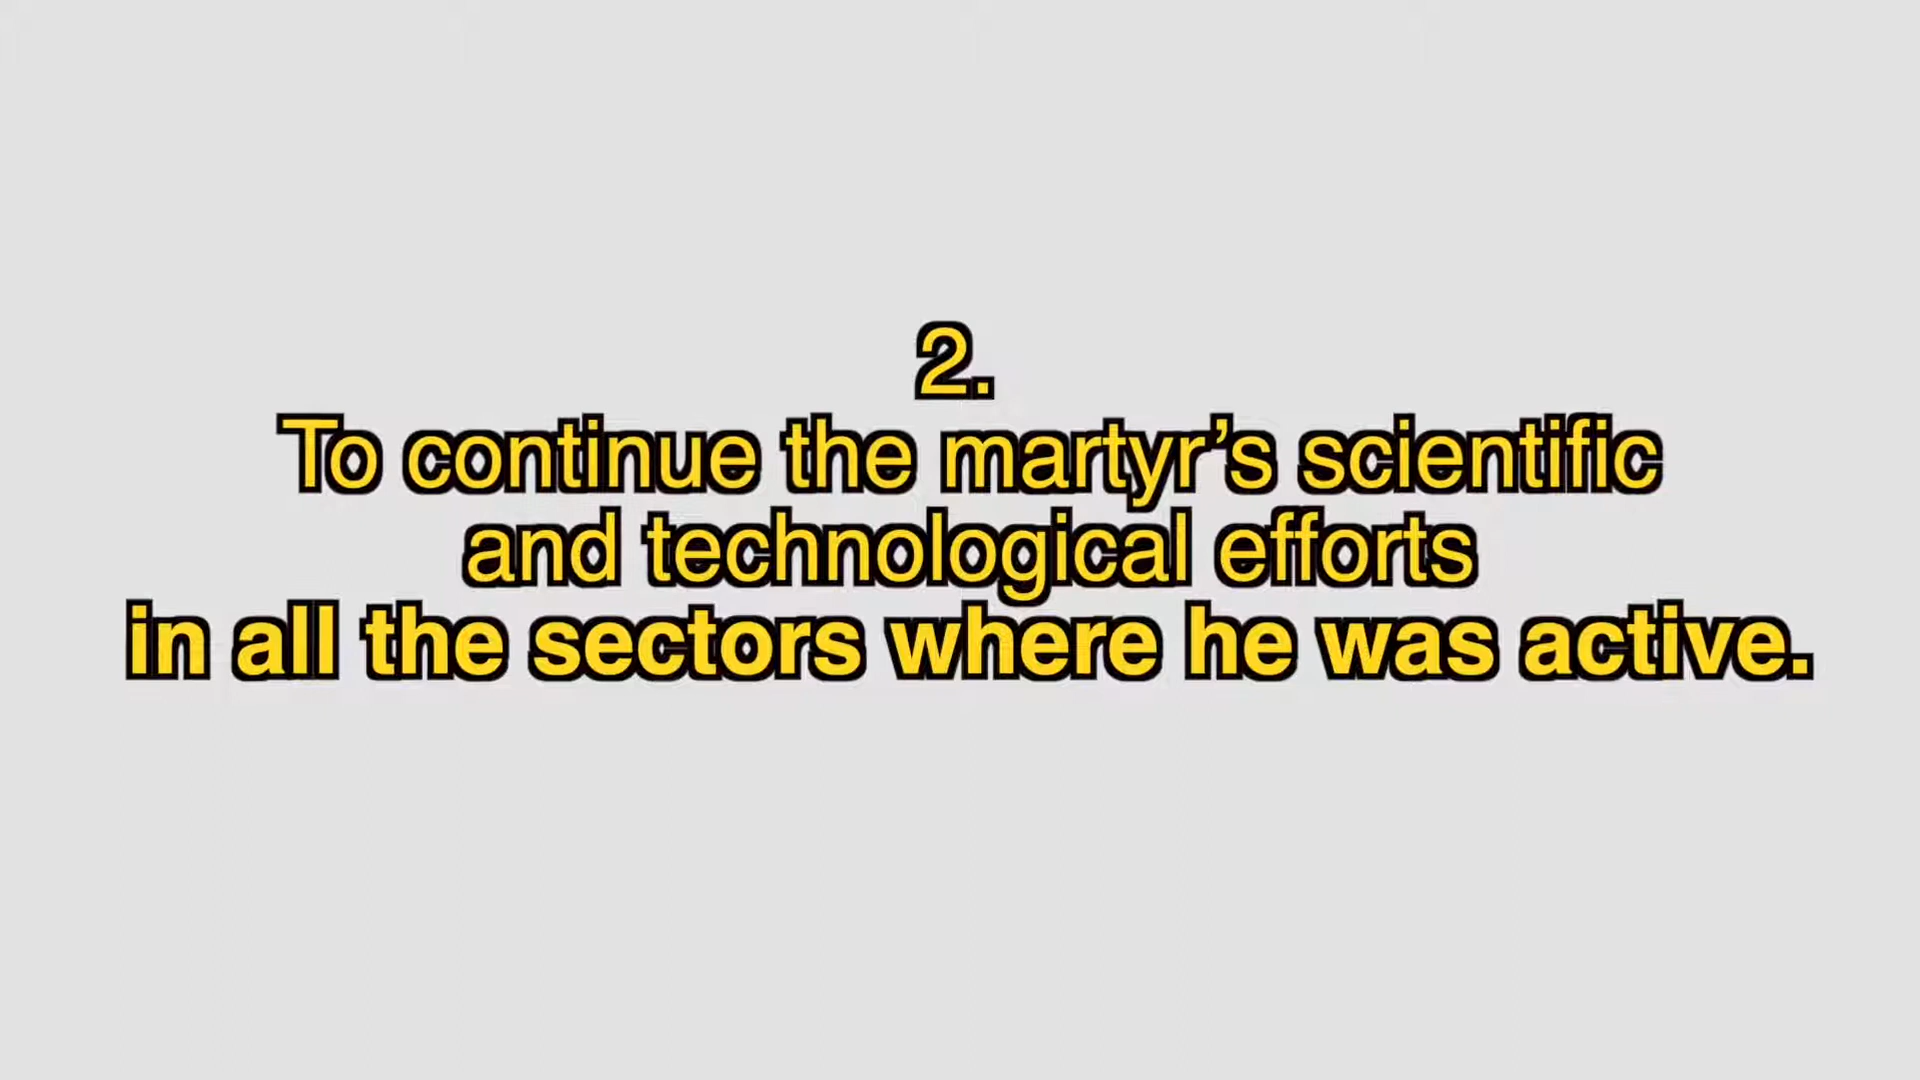 2.
To continue the martyr’s scientific
and technological efforts
in all the sectors where he was active.